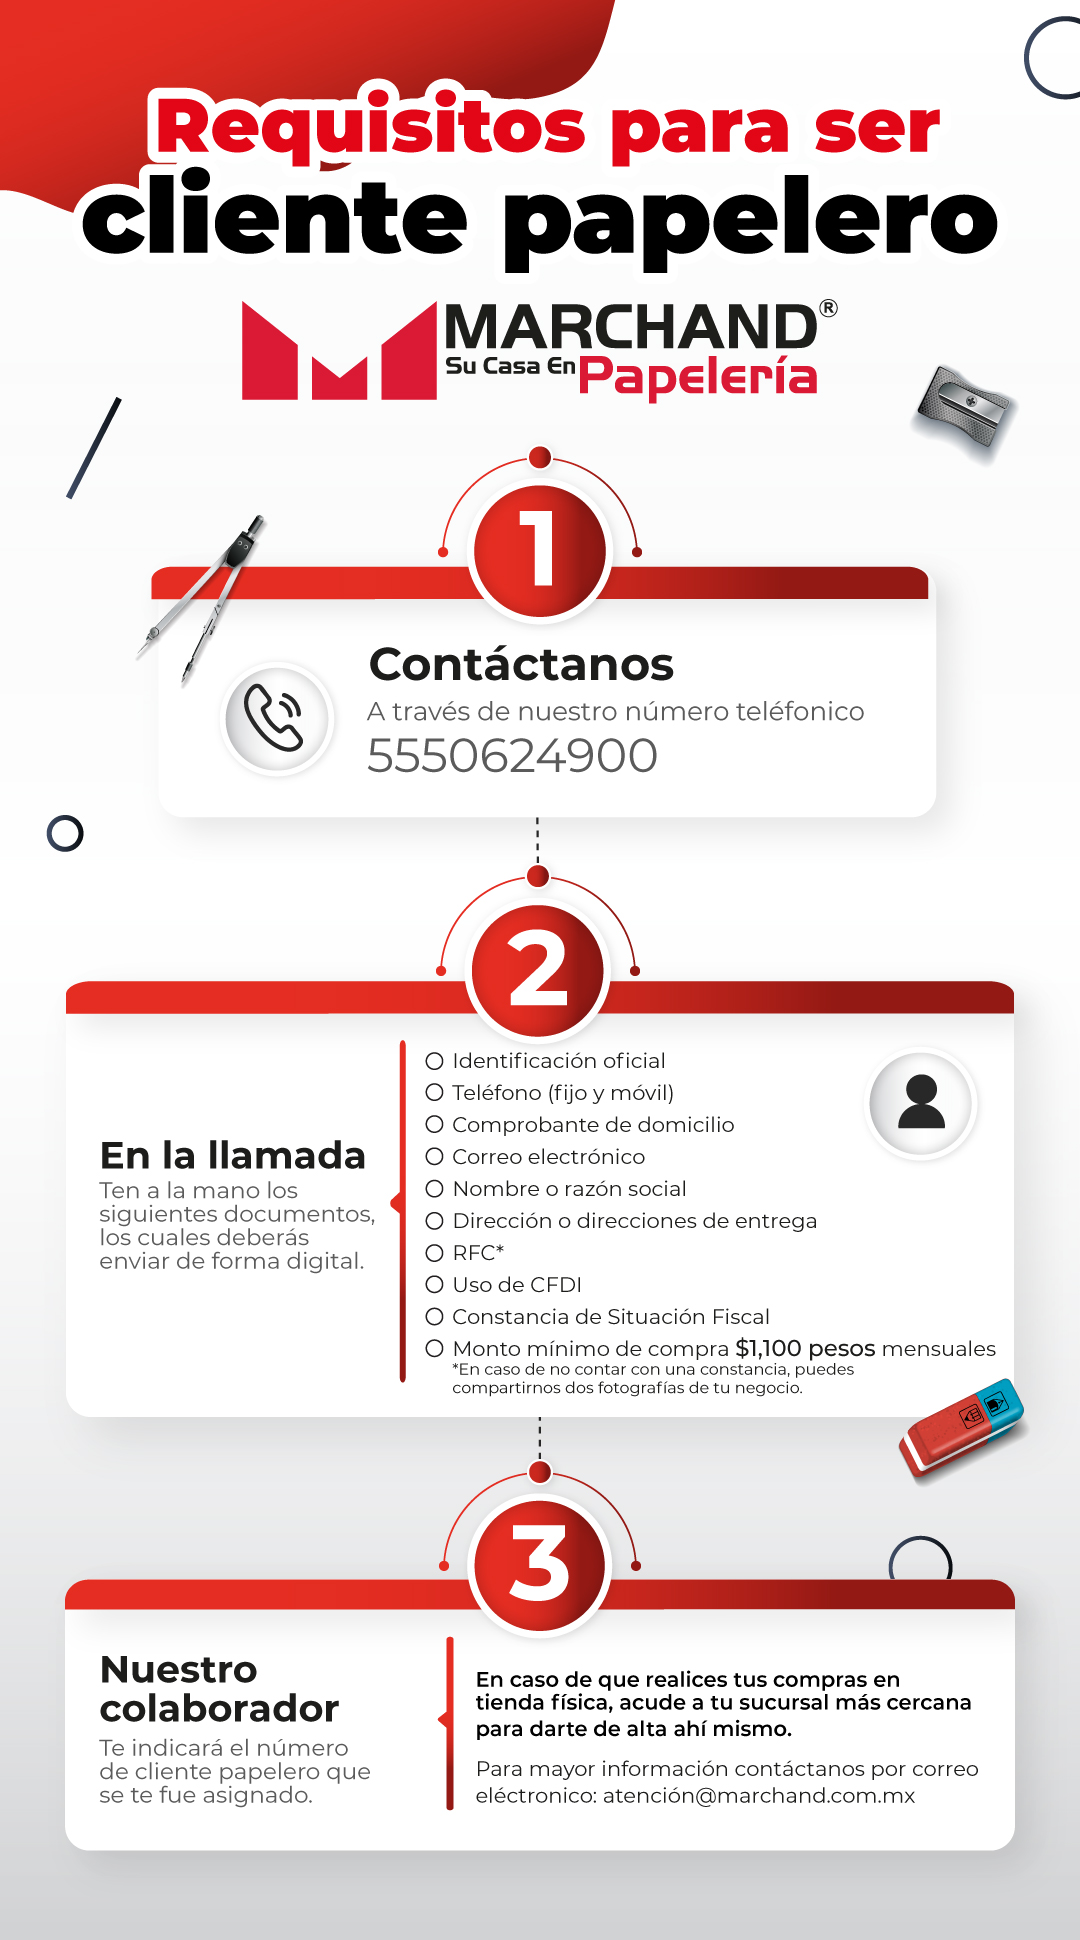 Requisitos para ser
cliente papelero
MARCHAND®
Su Casa En Papelería
1
Contáctanos
A través de nuestro número teléfonico
5550624900
2
En la llamada
Ten a la mano los
siguientes documentos,
los cuales deberás
enviar de forma digital.
Identificación oficial
Teléfono (fijo y móvil)
Comprobante de domicilio
Correo electrónico
Nombre o razón social
Dirección o direcciones de entrega
RFC*
Uso de CFDI
Constancia de Situación Fiscal
Monto mínimo de compra $1,100 pesos mensuales
*En caso de no contar con una constancia, puedes
compartirnos dos fotografías de tu negocio.
3
Nuestro
colaborador
Te indicará el número
de cliente papelero que
se te fue asignado.
En caso de que realices tus compras en
tienda física, acude a tu sucursal más cercana
para darte de alta ahí mismo.
Para mayor información contáctanos por correo
eléctronico: atención@marchand.com.mx